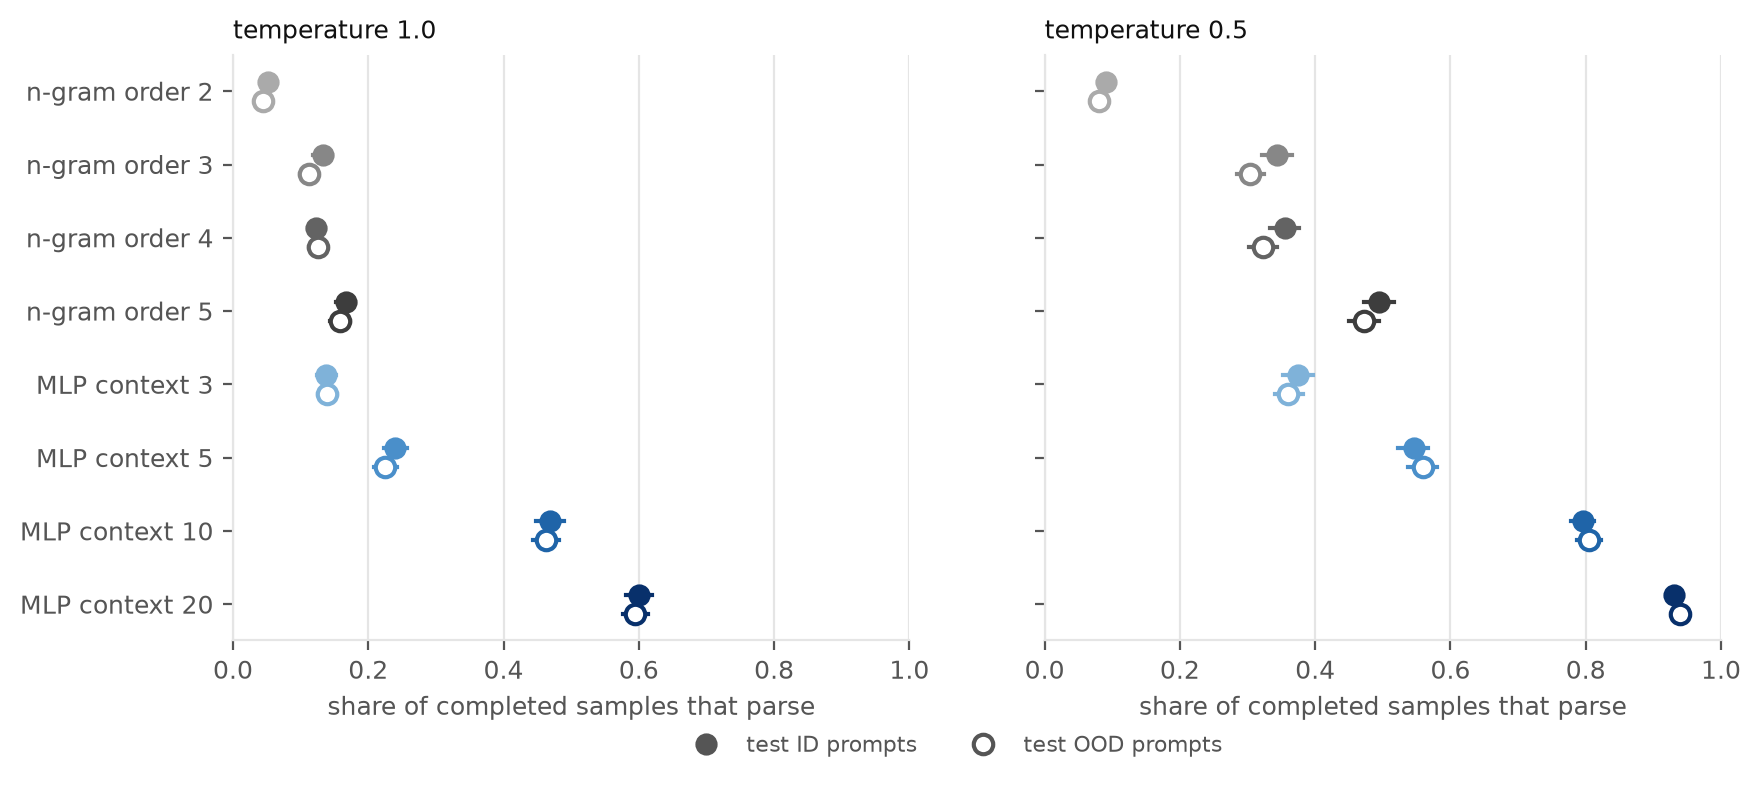 temperature 1.0
temperature 0.5
n-gram order 2
n-gram order 3
n-gram order 4
n-gram order 5
MLP context 3
MLP context 5
MLP context 10
MLP context 20
0.0 0.2 0.4 0.6 0.8 1.0
0.0 0.2 0.4 0.6 0.8 1.0
share of completed samples that parse
share of completed samples that parse
test ID prompts test OOD prompts